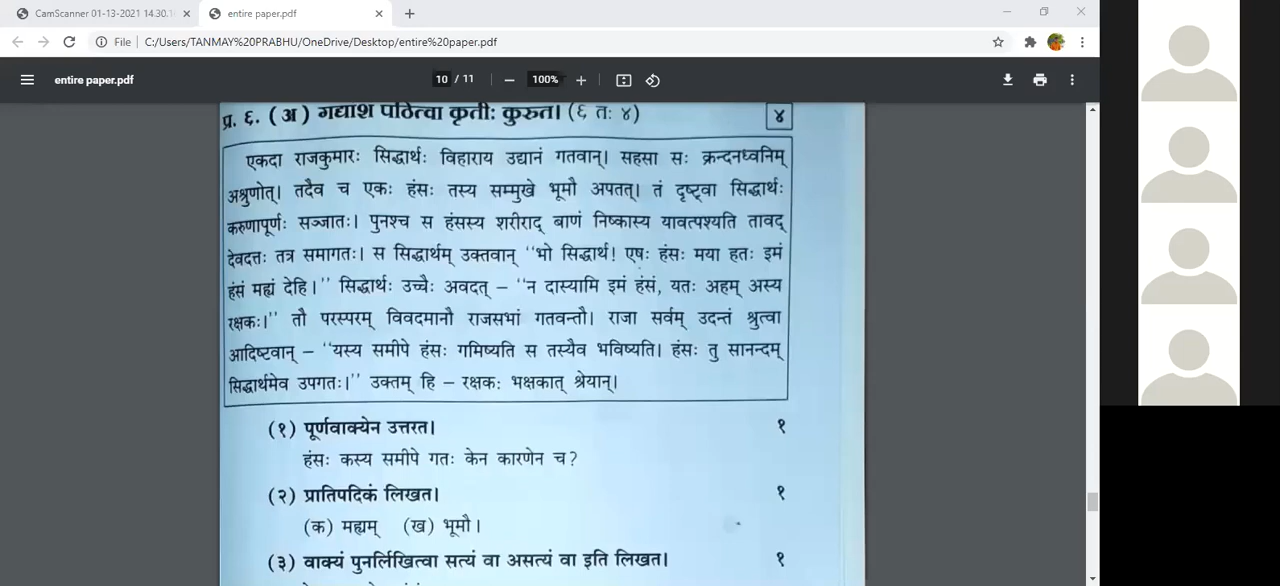 CamScanner 01-13-2021 14.30.1
entire paper.pdf
File
C:/Users/TANMAY%20PRABHU/OneDrive/Desktop/entire%20paper.pdf
entire paper.pdf
10 / 11
100%
प्र. ६. (अ) गद्यांश पठित्वा कृतीः कुरुत। (६ तः ४)
४
एकदा राजकुमारः सिद्धार्थः विहाराय उद्यानं गतवान्। सहसा सः क्रन्दनध्वनिम्
अश्रुणोत्। तदैव च एकः हंसः तस्य सम्मुखे भूमौ अपतत्। तं दृष्ट्वा सिद्धार्थः
करुणापूर्णः सञ्जातः। पुनश्च स हंसस्य शरीराद् बाणं निष्कास्य यावत्पश्यति तावद्
देवदत्तः तत्र समागतः। स सिद्धार्थम् उक्तवान् "भो सिद्धार्थ! एषः हंसः मया हतः इमं
हंसं मह्यं देहि।" सिद्धार्थः उच्चैः अवदत् – "न दास्यामि इमं हंसं, यतः अहम् अस्य
रक्षकः।" तौ परस्परम् विवदमानौ राजसभां गतवन्तौ। राजा सर्वम् उदन्तं श्रुत्वा
आदिष्टवान् – "यस्य समीपे हंसः गमिष्यति स तस्यैव भविष्यति। हंसः तु सानन्दम्
सिद्धार्थमेव उपगतः।" उक्तम् हि – रक्षकः भक्षकात् श्रेयान्।
(१) पूर्णवाक्येन उत्तरत। १
हंसः कस्य समीपे गतः केन कारणेन च?
(२) प्रातिपदिकं लिखत। १
(क) मह्यम् (ख) भूमौ।
(३) वाक्यं पुनर्लिखित्वा सत्यं वा असत्यं वा इति लिखत। १